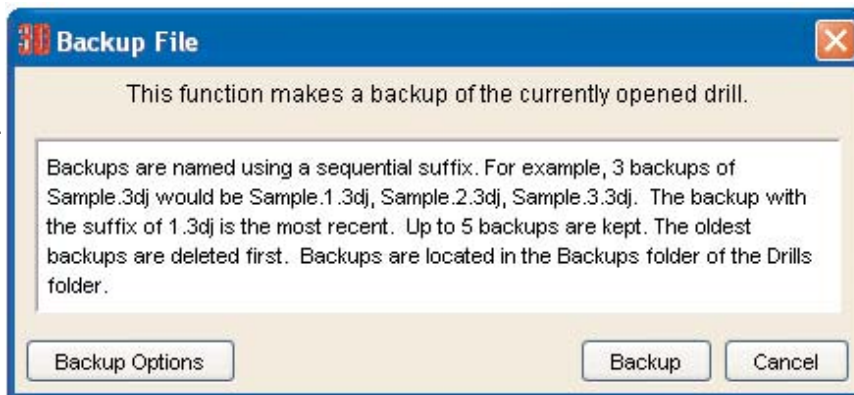 3D Backup File
This function makes a backup of the currently opened drill.
Backups are named using a sequential suffix. For example, 3 backups of
Sample.3dj would be Sample.1.3dj, Sample.2.3dj, Sample.3.3dj.  The backup with
the suffix of 1.3dj is the most recent.  Up to 5 backups are kept. The oldest
backups are deleted first.  Backups are located in the Backups folder of the Drills
folder.
Backup Options
Backup
Cancel